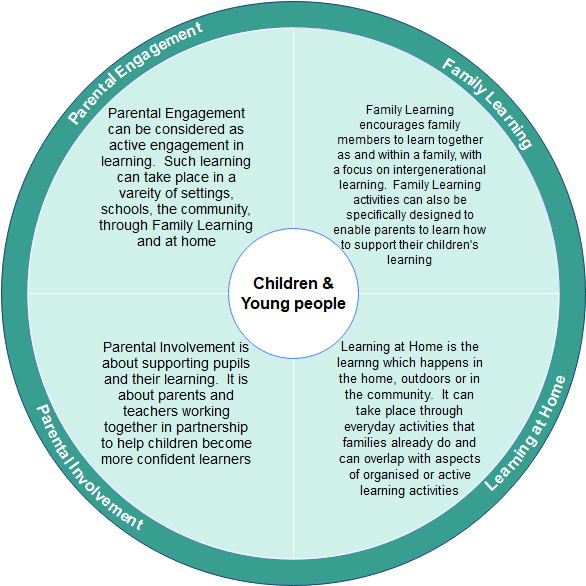 Parental Engagement
Parental Engagement
can be considered as
active engagement in
learning.  Such learning
can take place in a
vareity of settings,
schools, the community,
through Family Learning
and at home
Family Learning
Family Learning
encourages family
members to learn together
as and within a family, with
a focus on intergenerational
learning.  Family Learning
activities can also be
specifically designed to
enable parents to learn how
to support their children's
learning
Children &
Young people
Parental Involvement
Parental Involvement is
about supporting pupils
and their learning.  It is
about parents and
teachers working
together in partnership
to help children become
more confident learners
Learning at Home
Learning at Home is the
learnng which happens in
the home, outdoors or in
the community.  It can
take place through
everyday activities that
families already do and
can overlap with aspects
of organised or active
learning activities